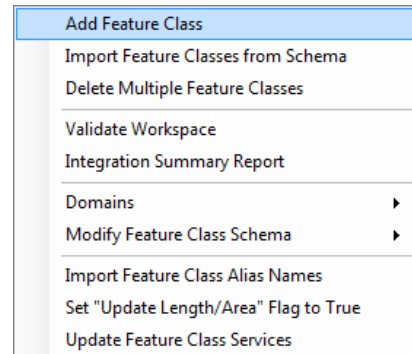 Add Feature Class
Import Feature Classes from Schema
Delete Multiple Feature Classes
Validate Workspace
Integration Summary Report
Domains
Modify Feature Class Schema
Import Feature Class Alias Names
Set "Update Length/Area" Flag to True
Update Feature Class Services